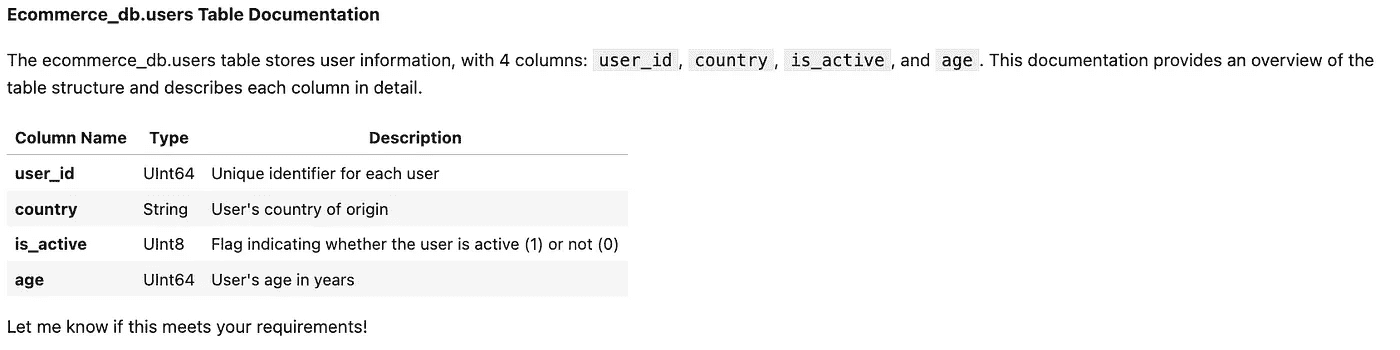 Ecommerce_db.users Table Documentation
The ecommerce_db.users table stores user information, with 4 columns: user_id, country, is_active, and age. This documentation provides an overview of the
table structure and describes each column in detail.
Column Name Type Description
user_id UInt64 Unique identifier for each user
country String User's country of origin
is_active UInt8 Flag indicating whether the user is active (1) or not (0)
age UInt64 User's age in years
Let me know if this meets your requirements!